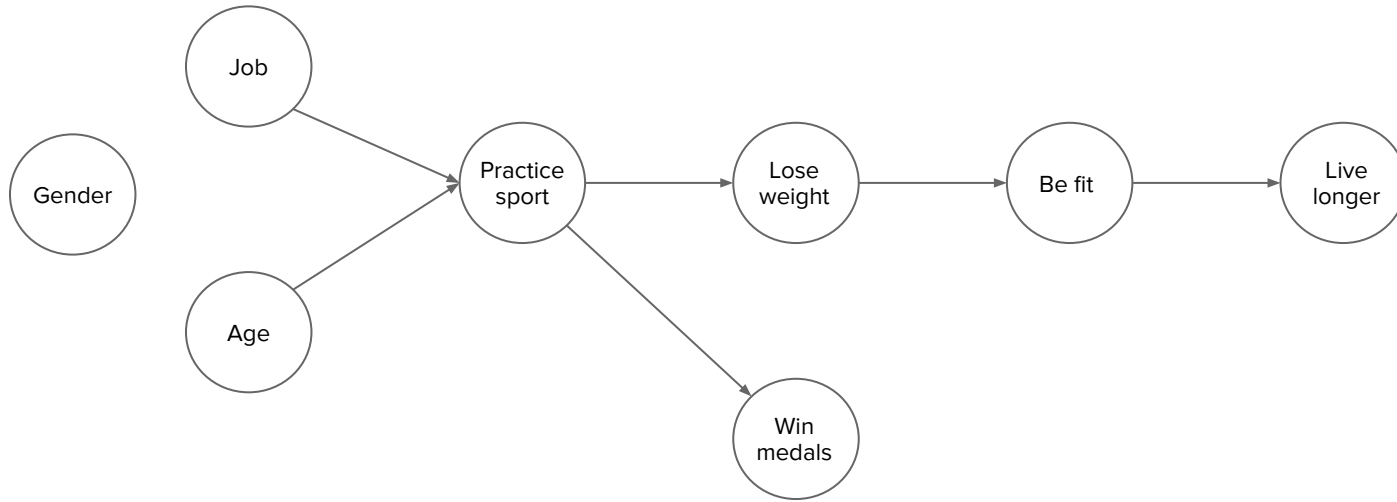 Job
Gender
Practice
sport
Lose
weight
Be fit
Live
longer
Age
Win
medals